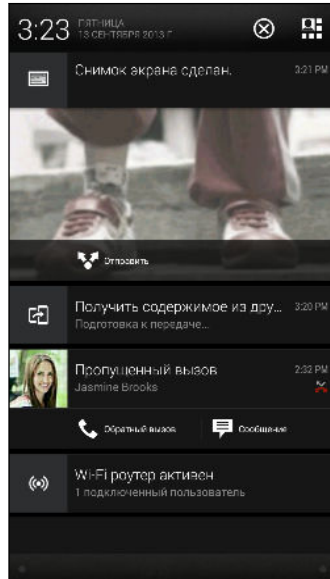 3:23
ПЯТНИЦА
13 СЕНТЯБРЯ 2013 Г.
Снимок экрана сделан.
3:21 PM
Отправить
Получить содержимое из дру...
3:20 PM
Подготовка к передаче...
Пропущенный вызов
2:32 PM
Jasmine Brooks
Обратный вызов
Сообщение
Wi-Fi роутер активен
1 подключенный пользователь